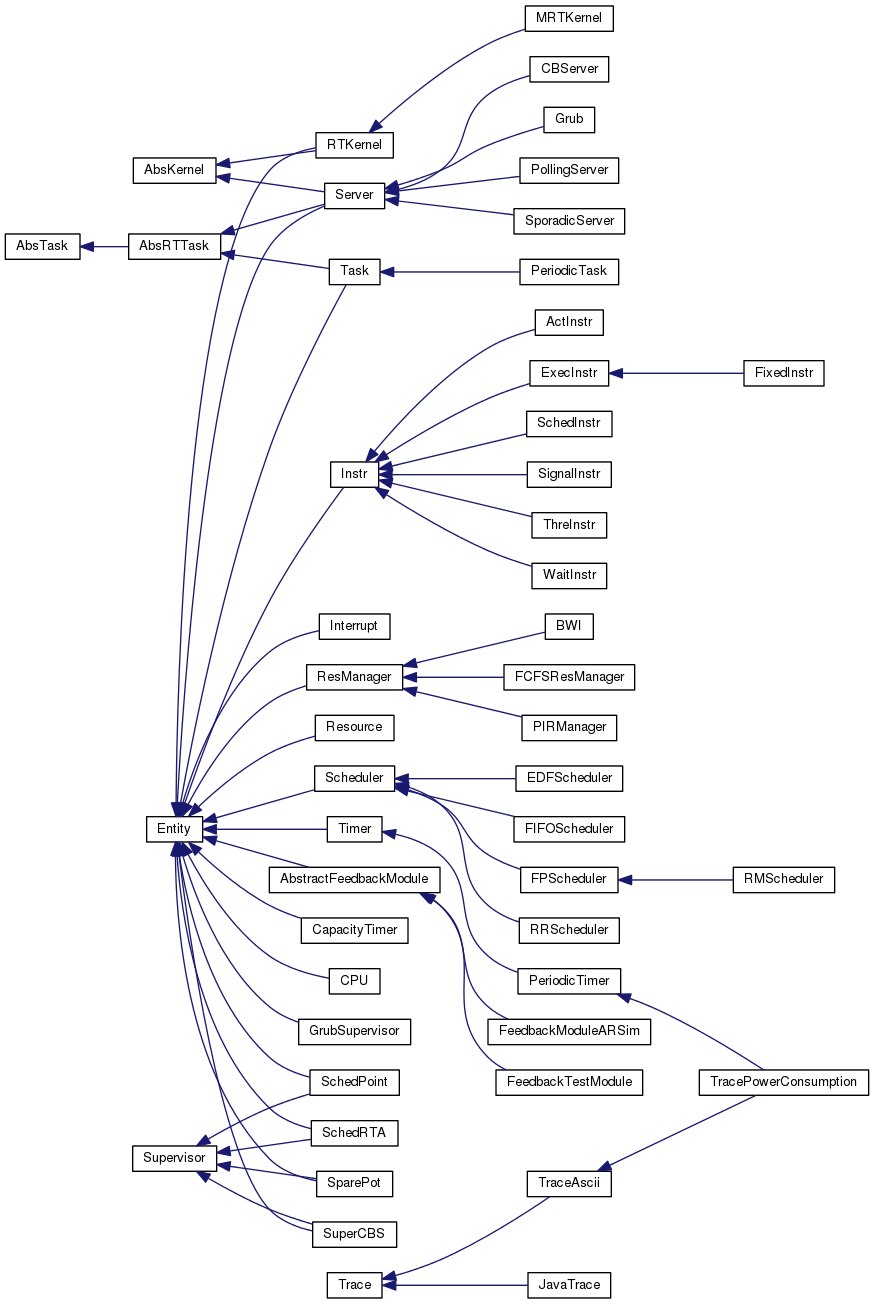 MRTKernel
CBServer
Grub
RTKernel
AbsKernel
PollingServer
Server
SporadicServer
AbsTask
AbsRTTask
Task
PeriodicTask
ActInstr
ExecInstr
FixedInstr
SchedInstr
Instr
SignalInstr
ThreInstr
WaitInstr
Interrupt
BWI
ResManager
FCFSResManager
Resource
PIRManager
Scheduler
EDFScheduler
Entity
Timer
FIFOScheduler
AbstractFeedbackModule
FPScheduler
RMScheduler
CapacityTimer
RRScheduler
CPU
PeriodicTimer
GrubSupervisor
FeedbackModuleARSim
SchedPoint
FeedbackTestModule
TracePowerConsumption
SchedRTA
Supervisor
SparePot
TraceAscii
SuperCBS
Trace
JavaTrace